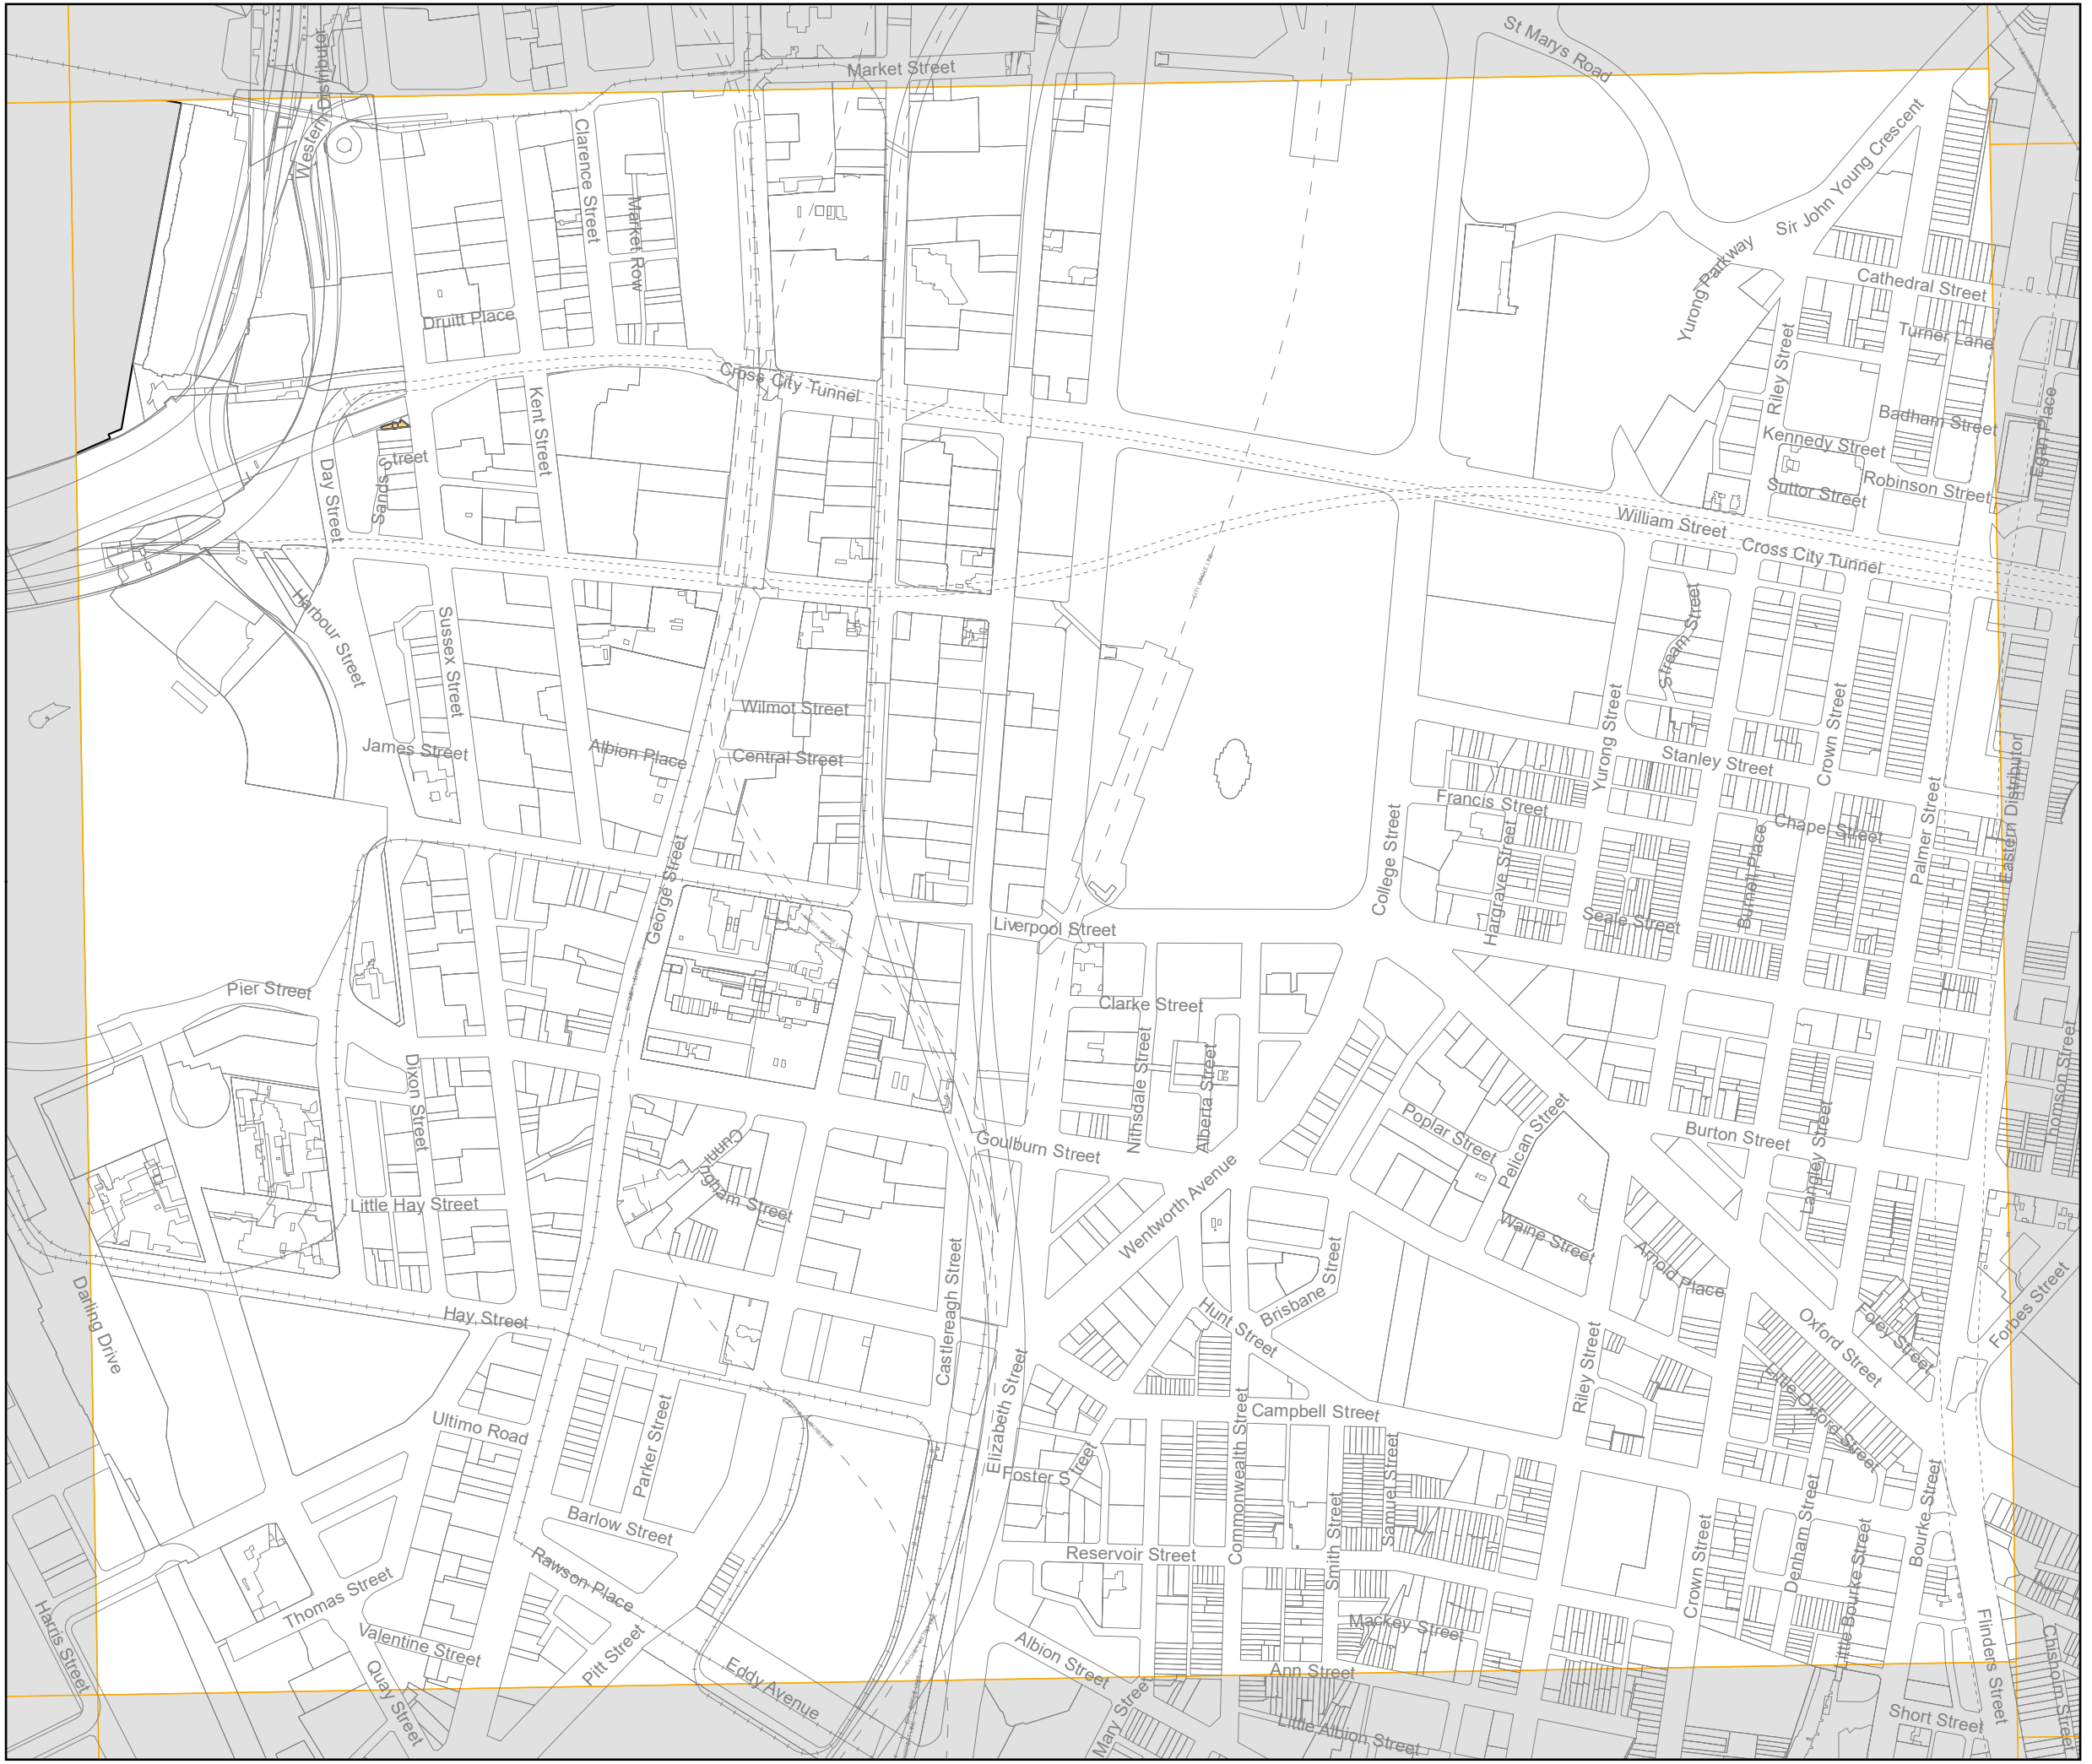 St Marys Road
Market Street
Western Distributor
Clarence Street
Market Row
Sir John Young Crescent
Yurong Parkway
Cathedral Street
Turner Lane
Druitt Place
Riley Street
Cross City Tunnel
Kent Street
Badham Street
Egan Place
Kennedy Street
Street
Day Street
Robinson Street
Suttor Street
William Street
Cross City Tunnel
CITY CIRCLE LINE
Harbour Street
Sussex Street
Stream Street
Wilmot Street
James Street
Albion Place
Central Street
Yurong Street
Stanley Street
Crown Street
Eastern Distributor
Francis Street
Chapel Street
Palmer Street
College Street
George Street
Hargrave Street
Burnell Place
Seale Street
Liverpool Street
Pier Street
Clarke Street
Thomson Street
Dixon Street
Nithsdale Street
Alberta Street
Poplar Street
Pelican Street
Burton Street
Langley Street
Goulburn Street
Little Hay Street
Wentworth Avenue
Waine Street
Arnold Place
Darling Drive
Hay Street
Castlereagh Street
Hunt Street
Brisbane Street
Oxford Street
Foley Street
Forbes Street
Riley Street
Elizabeth Street
Little Oxford Street
Ultimo Road
Parker Street
Campbell Street
Commonwealth Street
Foster Street
Samuel Street
Smith Street
Barlow Street
Reservoir Street
Rawson Place
Crown Street
Denham Street
Little Bourke Street
Bourke Street
Thomas Street
Harris Street
Valentine Street
Quay Street
Pitt Street
Eddy Avenue
Albion Street
Mackey Street
Ann Street
Mary Street
Little Albion Street
Flinders Street
Chisholm Street
Short Street